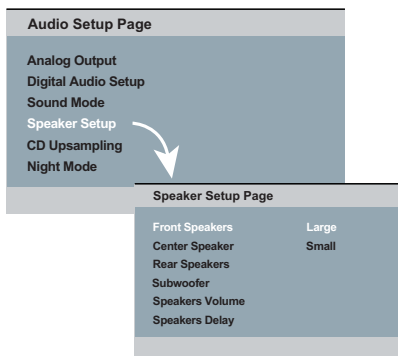 Audio Setup Page
Analog Output
Digital Audio Setup
Sound Mode
Speaker Setup
CD Upsampling
Night Mode
Speaker Setup Page
Front Speakers Large
Center Speaker Small
Rear Speakers
Subwoofer
Speakers Volume
Speakers Delay